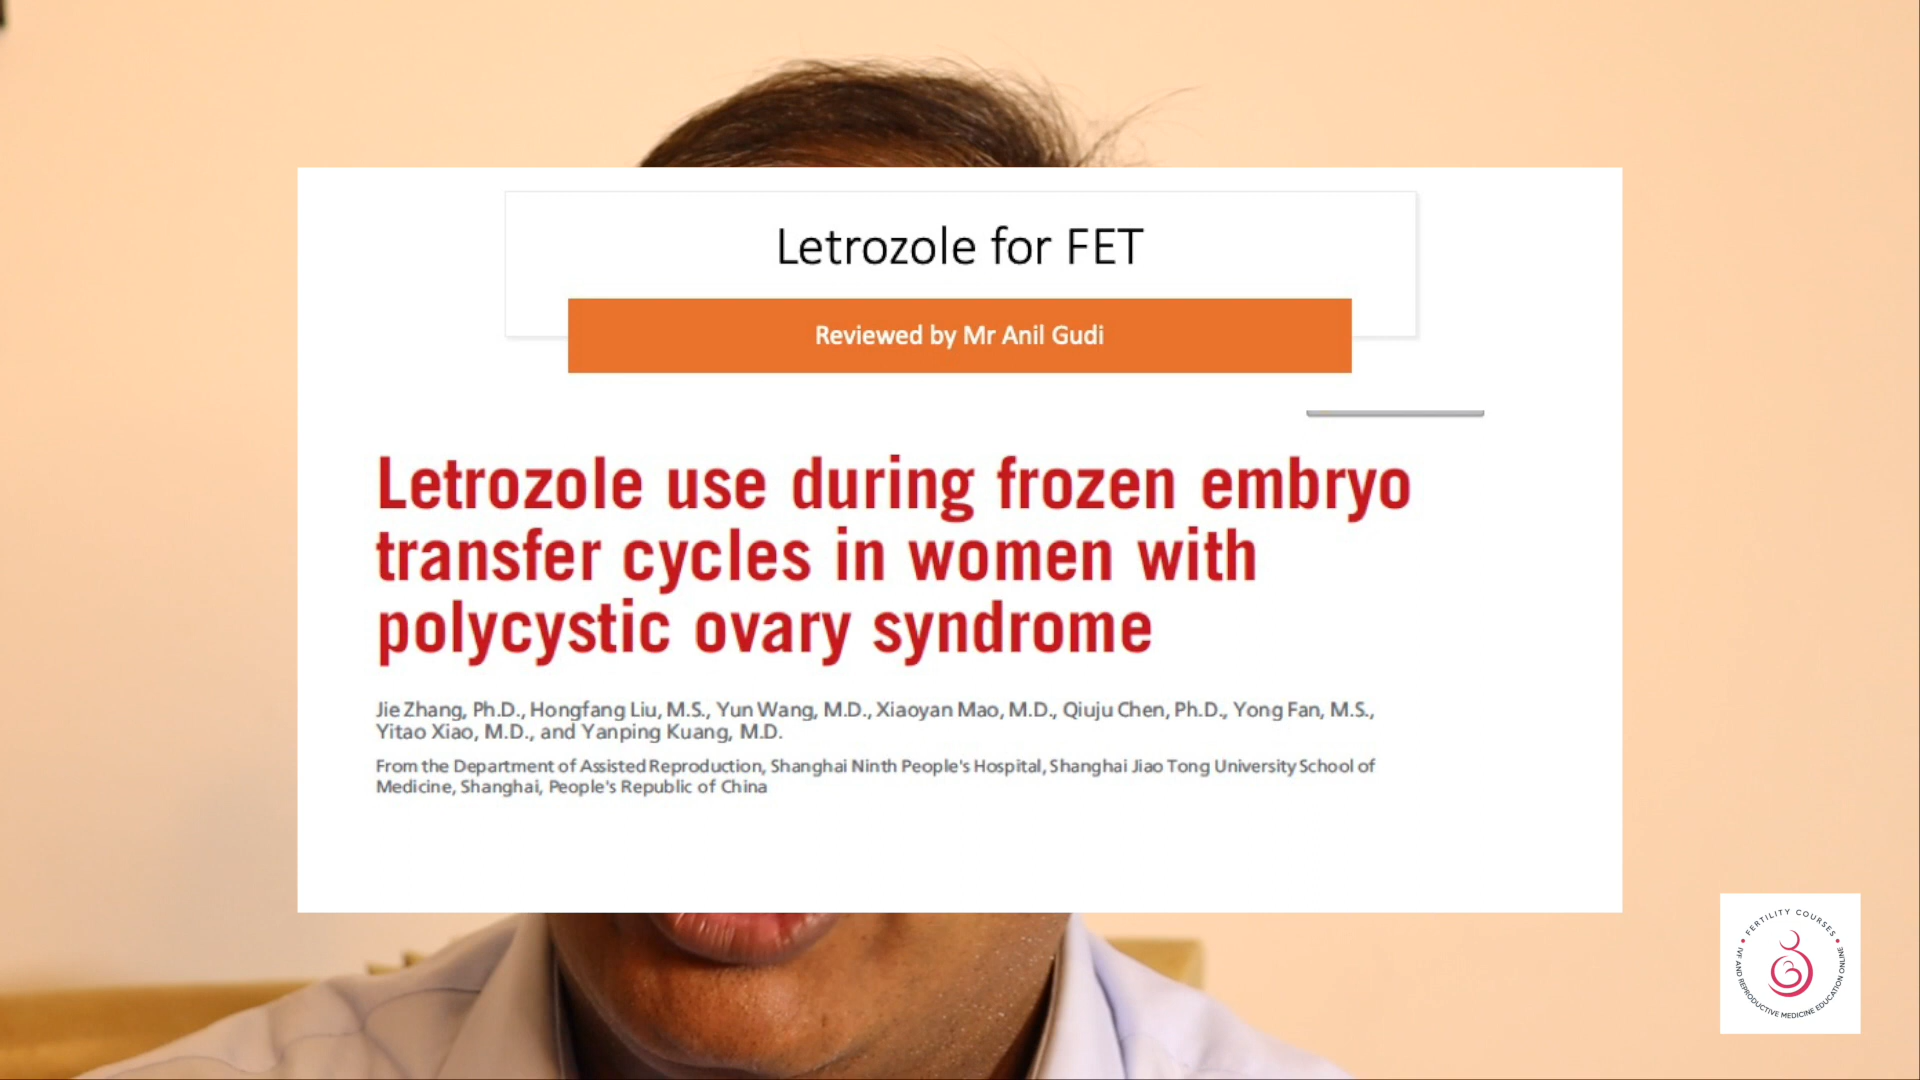 Letrozole for FET
Reviewed by Mr Anil Gudi
Letrozole use during frozen embryo
transfer cycles in women with
polycystic ovary syndrome
Jie Zhang, Ph.D., Hongfang Liu, M.S., Yun Wang, M.D., Xiaoyan Mao, M.D., Qiuju Chen, Ph.D., Yong Fan, M.S.,
Yitao Xiao, M.D., and Yanping Kuang, M.D.
From the Department of Assisted Reproduction, Shanghai Ninth People's Hospital, Shanghai Jiao Tong University School of
Medicine, Shanghai, People's Republic of China
FERTILITY COURSES
IVF AND REPRODUCTIVE MEDICINE EDUCATION ONLINE